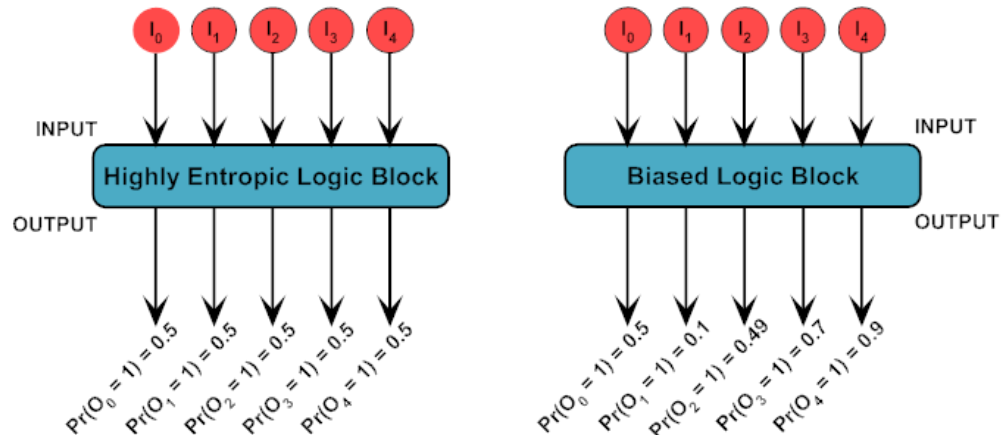 I₀ I₁ I₂ I₃ I₄
INPUT
Highly Entropic Logic Block
OUTPUT
Pr(O₀ = 1) = 0.5
Pr(O₁ = 1) = 0.5
Pr(O₂ = 1) = 0.5
Pr(O₃ = 1) = 0.5
Pr(O₄ = 1) = 0.5
I₀ I₁ I₂ I₃ I₄
INPUT
Biased Logic Block
OUTPUT
Pr(O₀ = 1) = 0.5
Pr(O₁ = 1) = 0.1
Pr(O₂ = 1) = 0.49
Pr(O₃ = 1) = 0.7
Pr(O₄ = 1) = 0.9